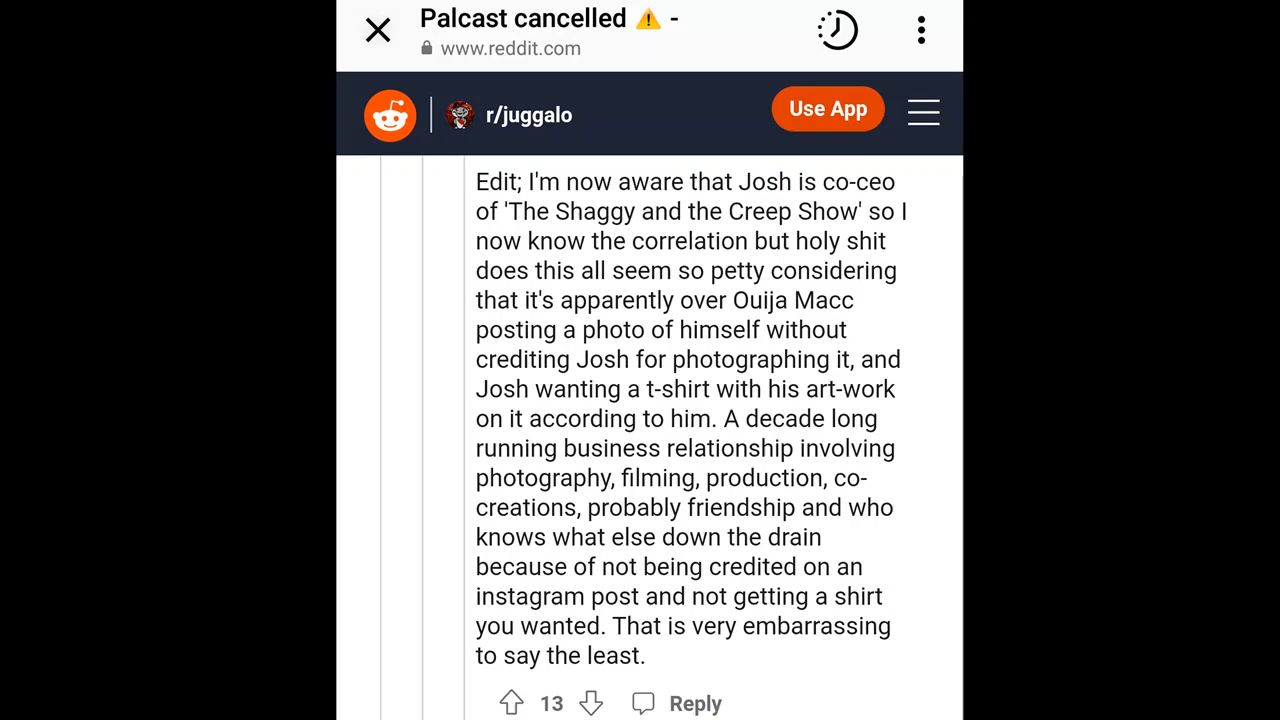 Palcast cancelled ⚠️ -
www.reddit.com
r/juggalo
Use App
Edit; I'm now aware that Josh is co-ceo
of 'The Shaggy and the Creep Show' so I
now know the correlation but holy shit
does this all seem so petty considering
that it's apparently over Ouija Macc
posting a photo of himself without
crediting Josh for photographing it, and
Josh wanting a t-shirt with his art-work
on it according to him. A decade long
running business relationship involving
photography, filming, production, co-
creations, probably friendship and who
knows what else down the drain
because of not being credited on an
instagram post and not getting a shirt
you wanted. That is very embarrassing
to say the least.
13
Reply